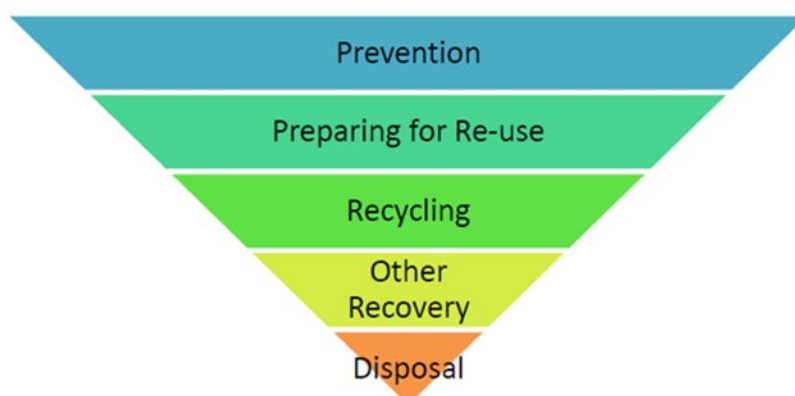 Prevention
Preparing for Re-use
Recycling
Other
Recovery
Disposal